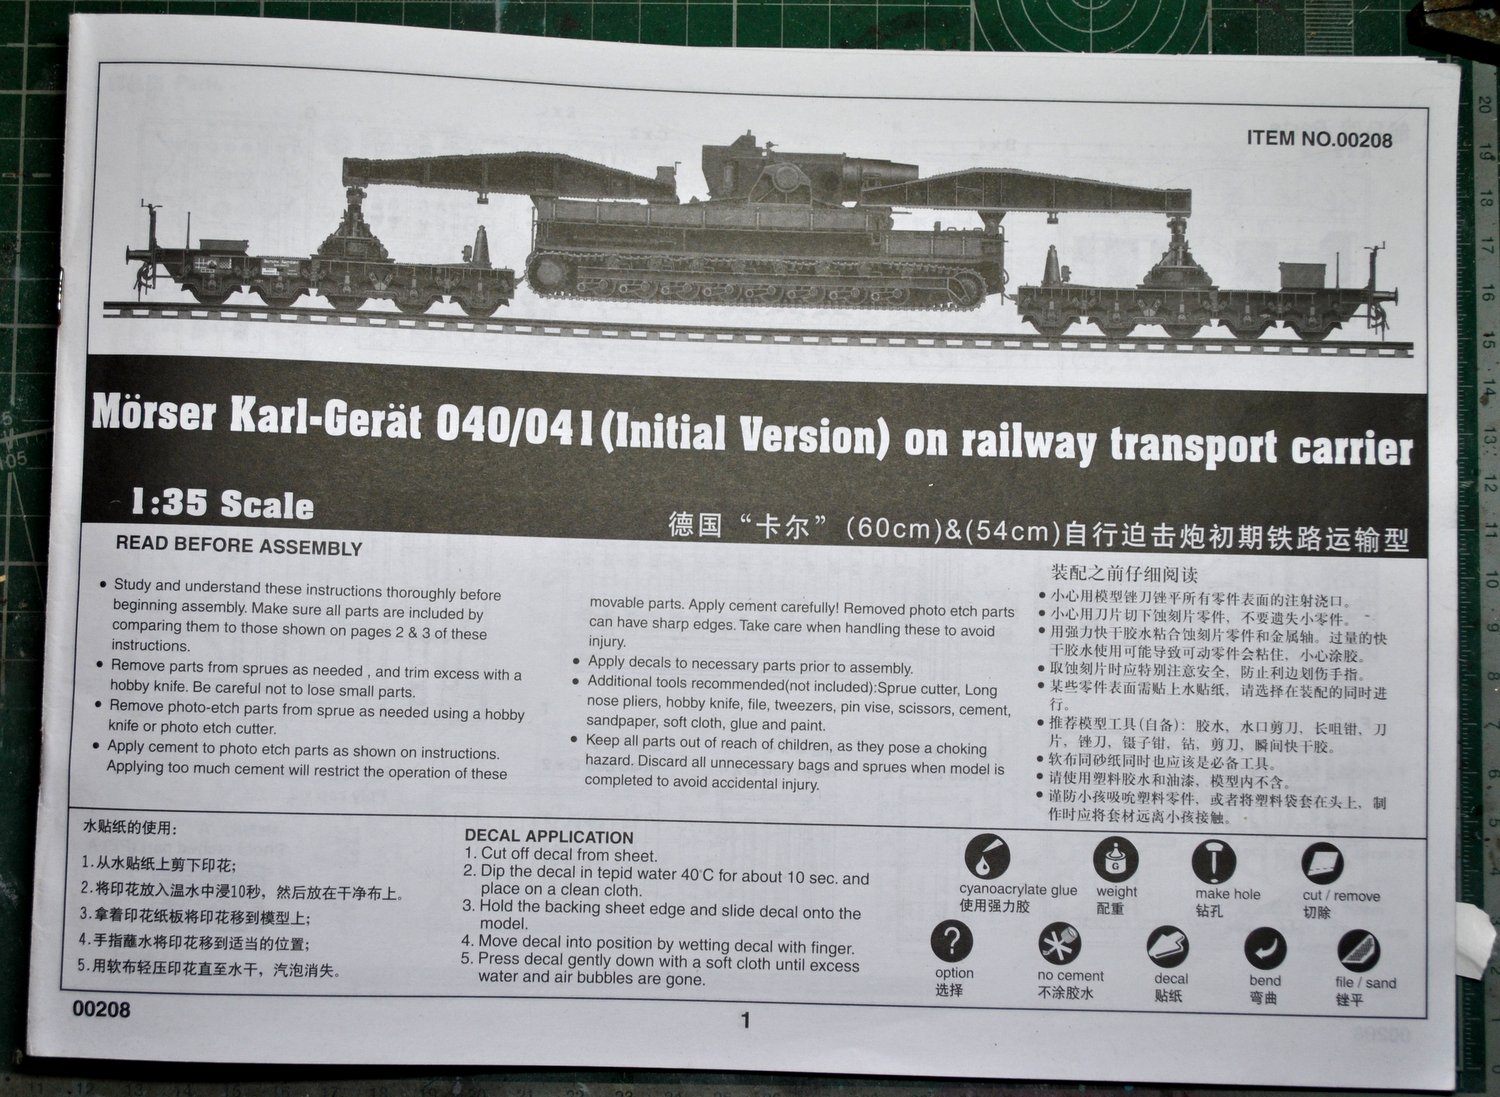 ITEM NO.00208
Mörser Karl-Gerät 040/041(Initial Version) on railway transport carrier
1:35 Scale
德国“卡尔”(60cm)&(54cm)自行迫击炮初期铁路运输型
READ BEFORE ASSEMBLY
● Study and understand these instructions thoroughly before
beginning assembly. Make sure all parts are included by
comparing them to those shown on pages 2 & 3 of these
instructions.
● Remove parts from sprues as needed , and trim excess with a
hobby knife. Be careful not to lose small parts.
● Remove photo-etch parts from sprue as needed using a hobby
knife or photo etch cutter.
● Apply cement to photo etch parts as shown on instructions.
Applying too much cement will restrict the operation of these
movable parts. Apply cement carefully! Removed photo etch parts
can have sharp edges. Take care when handling these to avoid
injury.
● Apply decals to necessary parts prior to assembly.
● Additional tools recommended(not included):Sprue cutter, Long
nose pliers, hobby knife, file, tweezers, pin vise, scissors, cement,
sandpaper, soft cloth, glue and paint.
● Keep all parts out of reach of children, as they pose a choking
hazard. Discard all unnecessary bags and sprues when model is
completed to avoid accidental injury.
装配之前仔细阅读
● 小心用模型锉刀锉平所有零件表面的注射浇口。
● 小心用刀片切下蚀刻片零件，不要遗失小零件。
● 用强力快干胶水粘合蚀刻片零件和金属轴。过量的快
干胶水使用可能导致可动零件会粘住，小心涂胶。
● 取蚀刻片时应特别注意安全，防止利边划伤手指。
● 某些零件表面需贴上水贴纸，请选择在装配的同时进
行。
● 推荐模型工具(自备)：胶水，水口剪刀，长咀钳，刀
片，锉刀，镊子钳，钻，剪刀，瞬间快干胶。
● 软布同砂纸同时也应该是必备工具。
● 请使用塑料胶水和油漆，模型内不含。
● 谨防小孩吸吮塑料零件，或者将塑料袋套在头上，制
作时应将套材远离小孩接触。
水贴纸的使用：
1.从水贴纸上剪下印花；
2.将印花放入温水中浸10秒，然后放在干净布上。
3.拿着印花纸板将印花移到模型上；
4.手指蘸水将印花移到适当的位置；
5.用软布轻压印花直至水干，汽泡消失。
DECAL APPLICATION
1. Cut off decal from sheet.
2. Dip the decal in tepid water 40°C for about 10 sec. and
place on a clean cloth.
3. Hold the backing sheet edge and slide decal onto the
model.
4. Move decal into position by wetting decal with finger.
5. Press decal gently down with a soft cloth until excess
water and air bubbles are gone.
G
cyanoacrylate glue
使用强力胶
weight
配重
make hole
钻孔
cut / remove
切除
?
option
选择
no cement
不涂胶水
decal
贴纸
bend
弯曲
file / sand
锉平
00208
1